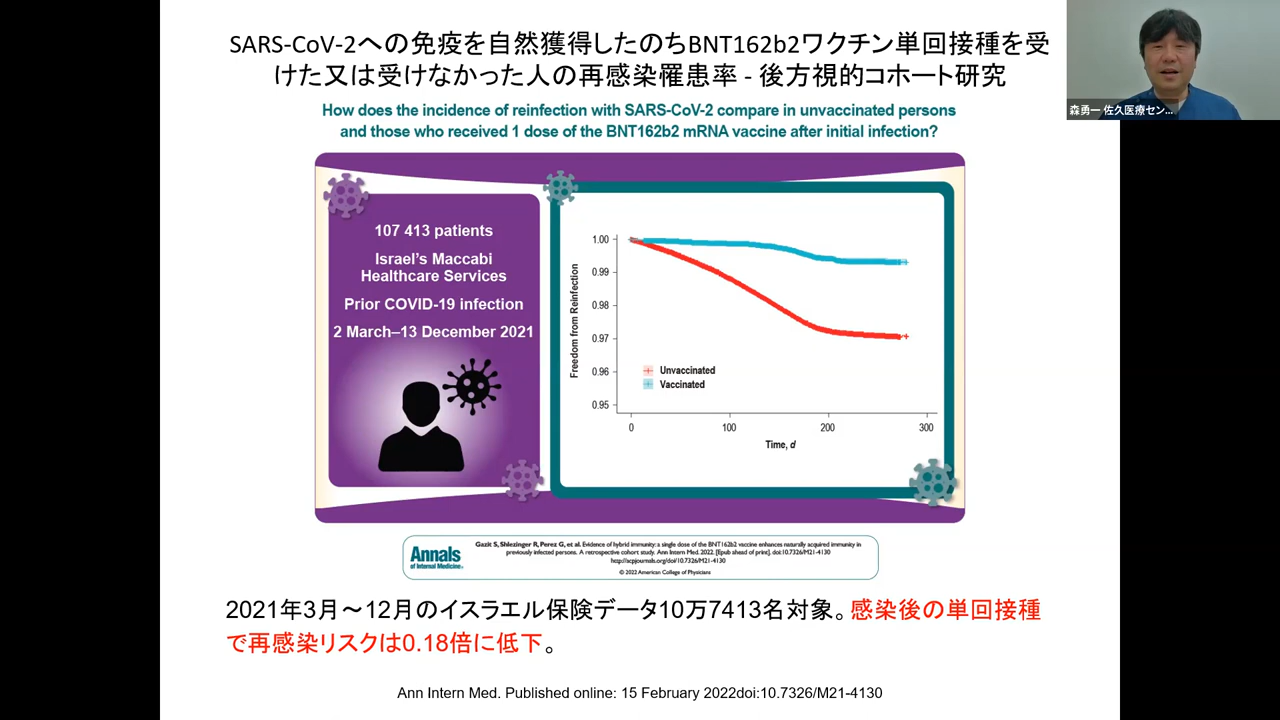 SARS-CoV-2への免疫を自然獲得したのちBNT162b2ワクチン単回接種を受
けた又は受けなかった人の再感染罹患率 - 後方視的コホート研究
森勇一 佐久医療セン...
How does the incidence of reinfection with SARS-CoV-2 compare in unvaccinated persons
and those who received 1 dose of the BNT162b2 mRNA vaccine after initial infection?
107 413 patients
Israel's Maccabi
Healthcare Services
Prior COVID-19 infection
2 March–13 December 2021
Freedom from Reinfection
1.00
0.99
0.98
0.97
0.96
0.95
Unvaccinated
Vaccinated
0
100
200
300
Time, d
Annals
of Internal Medicine
Gazit S, Shlezinger R, Perez G, et al. Evidence of hybrid immunity: a single dose of the BNT162b2 vaccine enhances naturally acquired immunity in
previously infected persons. A retrospective cohort study. Ann Intern Med. 2022. [Epub ahead of print]. doi:10.7326/M21-4130
http://acpjournals.org/doi/10.7326/M21-4130
© 2022 American College of Physicians
2021年3月～12月のイスラエル保険データ10万7413名対象。感染後の単回接種
で再感染リスクは0.18倍に低下。
Ann Intern Med. Published online: 15 February 2022doi:10.7326/M21-4130